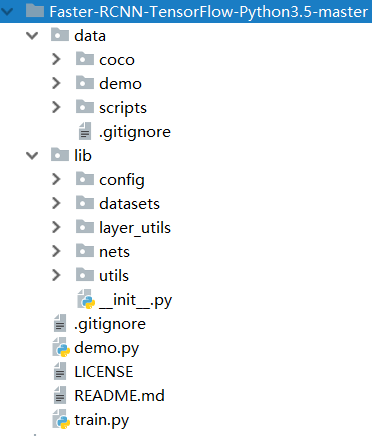 Faster-RCNN-TensorFlow-Python3.5-master
data
coco
demo
scripts
.gitignore
lib
config
datasets
layer_utils
nets
utils
__init__.py
.gitignore
demo.py
LICENSE
README.md
train.py